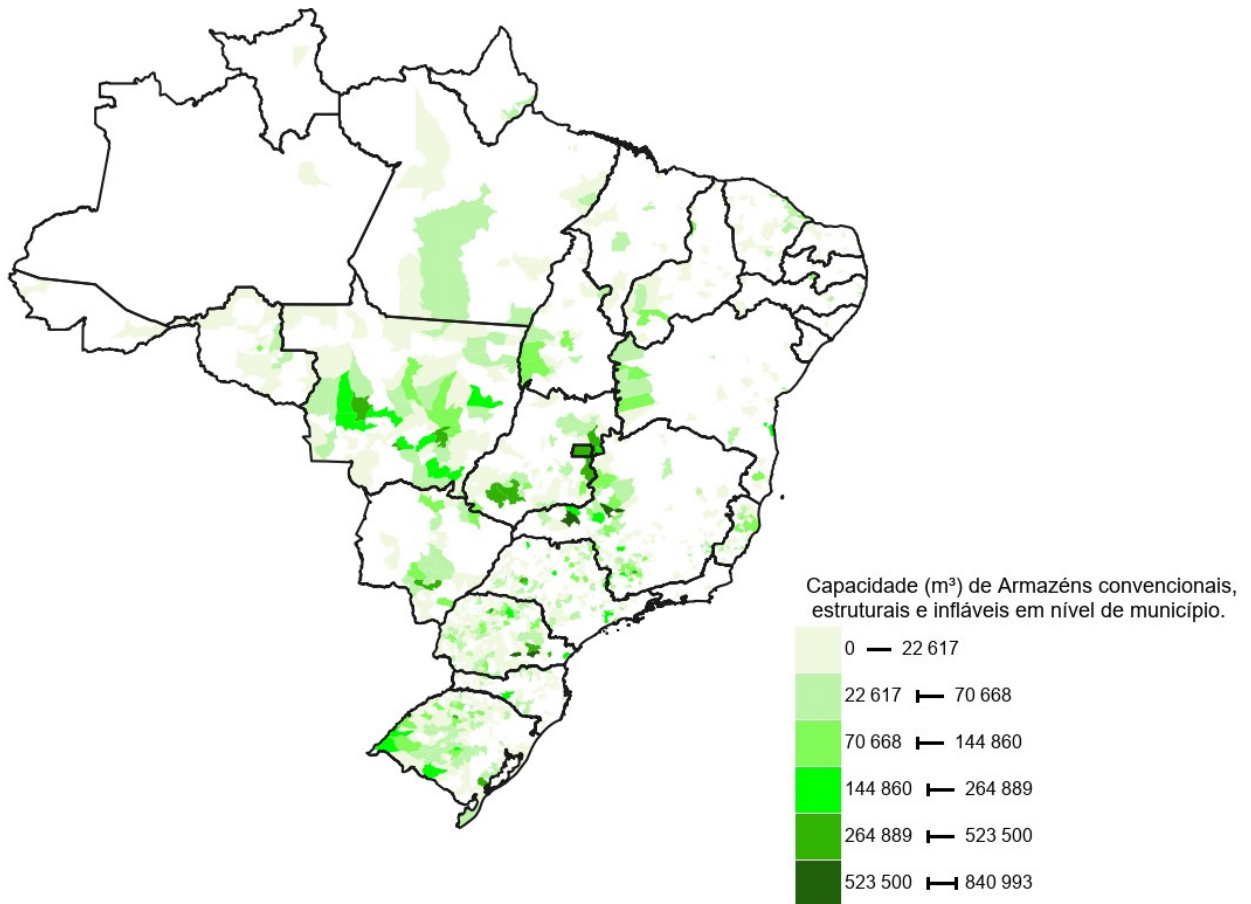 Capacidade (m³) de Armazéns convencionais,
estruturais e infláveis em nível de município.
0 — 22 617
22 617 ⊢ 70 668
70 668 ⊢ 144 860
144 860 ⊢ 264 889
264 889 ⊢ 523 500
523 500 ⊢⊣ 840 993